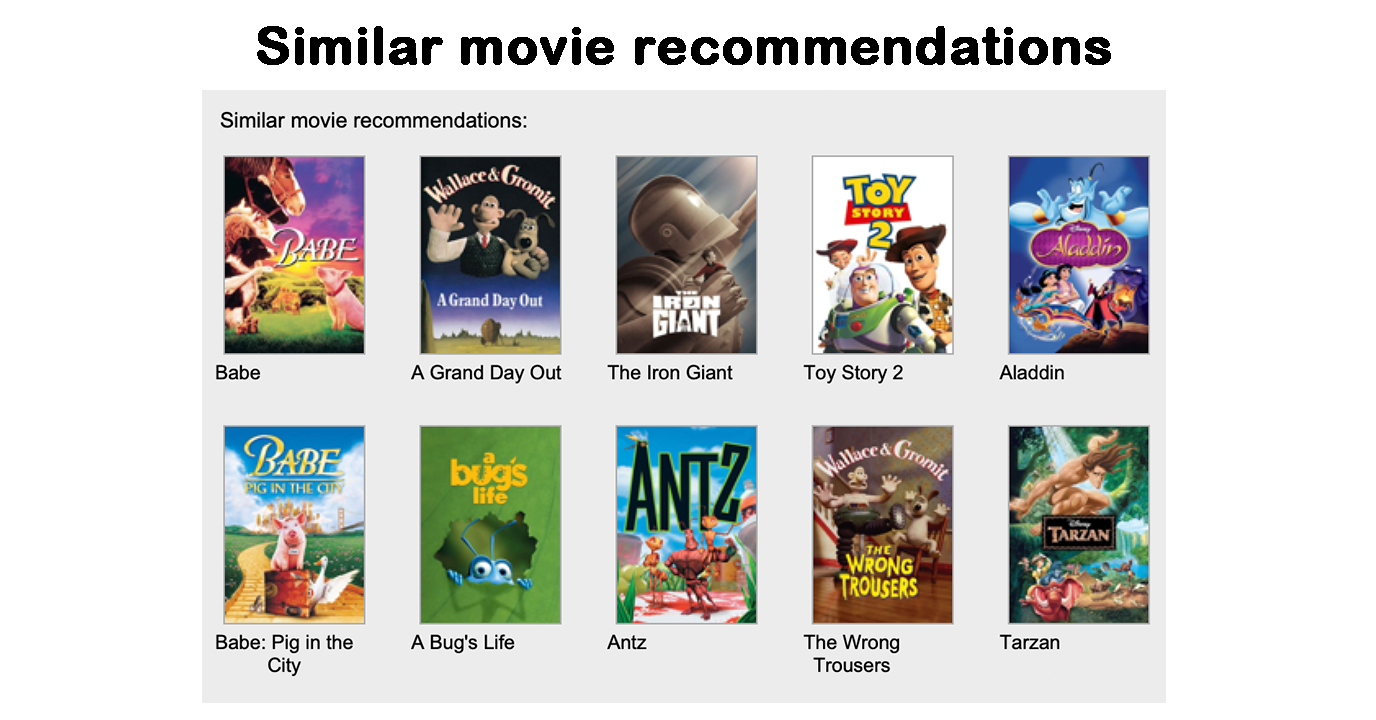 Similar movie recommendations
Similar movie recommendations:
BABE
Wallace & Gromit
A Grand Day Out
THE
IRON
GIANT
TOY
STORY
2
Disney
Aladdin
Babe
A Grand Day Out
The Iron Giant
Toy Story 2
Aladdin
BABE
PIG IN THE CITY
a
bug's
life
ANTZ
Wallace & Gromit
THE
WRONG
TROUSERS
Disney
TARZAN
Babe: Pig in the
City
A Bug's Life
Antz
The Wrong
Trousers
Tarzan